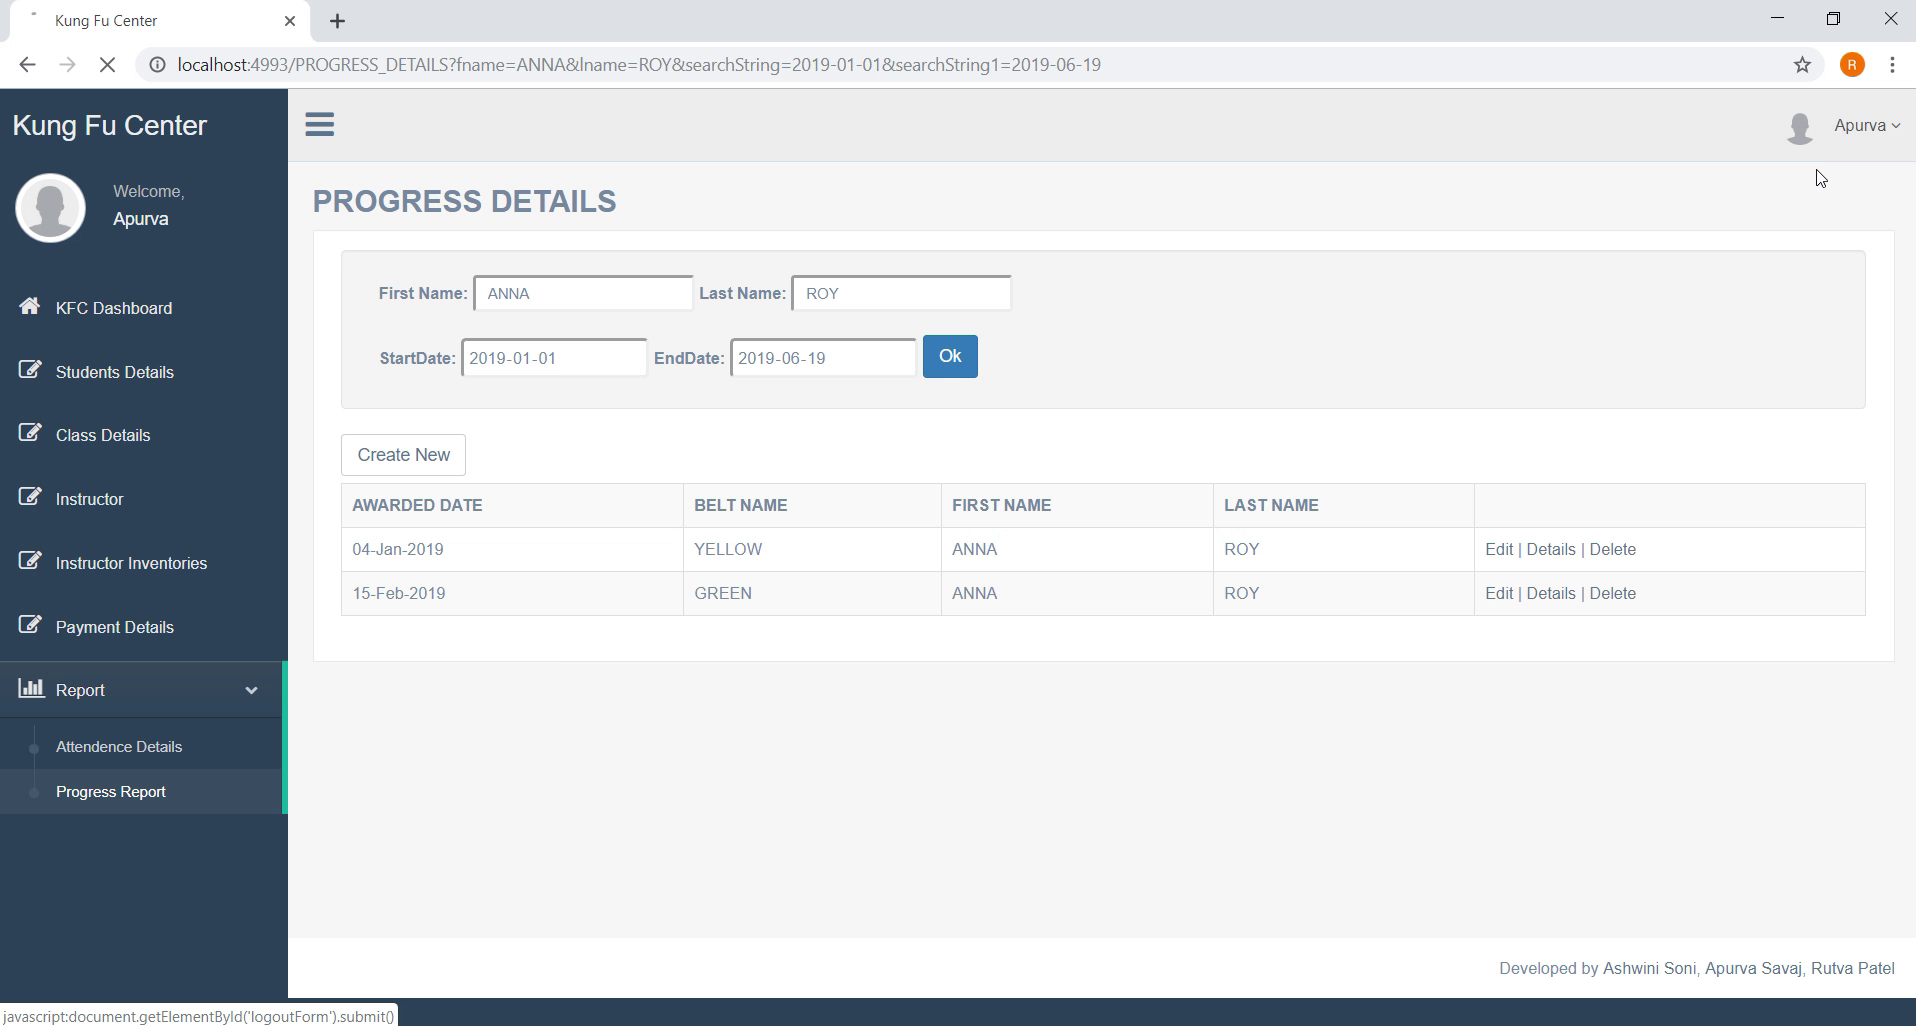 Kung Fu Center
localhost:4993/PROGRESS_DETAILS?fname=ANNA&lname=ROY&searchString=2019-01-01&searchString1=2019-06-19
R
Kung Fu Center
Apurva
Welcome,
Apurva
KFC Dashboard
Students Details
Class Details
Instructor
Instructor Inventories
Payment Details
Report
Attendence Details
Progress Report
PROGRESS DETAILS
First Name: ANNA Last Name: ROY
StartDate: 2019-01-01 EndDate: 2019-06-19 Ok
Create New
AWARDED DATE BELT NAME FIRST NAME LAST NAME
04-Jan-2019 YELLOW ANNA ROY Edit | Details | Delete
15-Feb-2019 GREEN ANNA ROY Edit | Details | Delete
Developed by Ashwini Soni, Apurva Savaj, Rutva Patel
javascript:document.getElementById('logoutForm').submit()